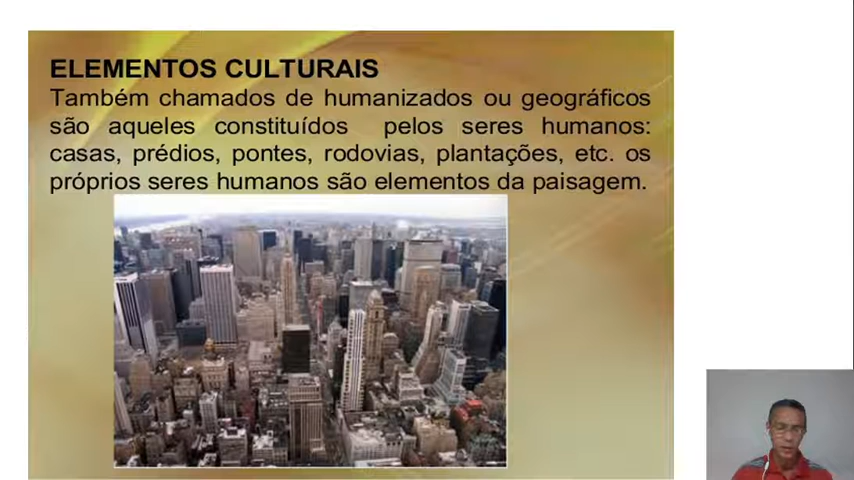 ELEMENTOS CULTURAIS
Também chamados de humanizados ou geográficos
são aqueles constituídos pelos seres humanos:
casas, prédios, pontes, rodovias, plantações, etc. os
próprios seres humanos são elementos da paisagem.